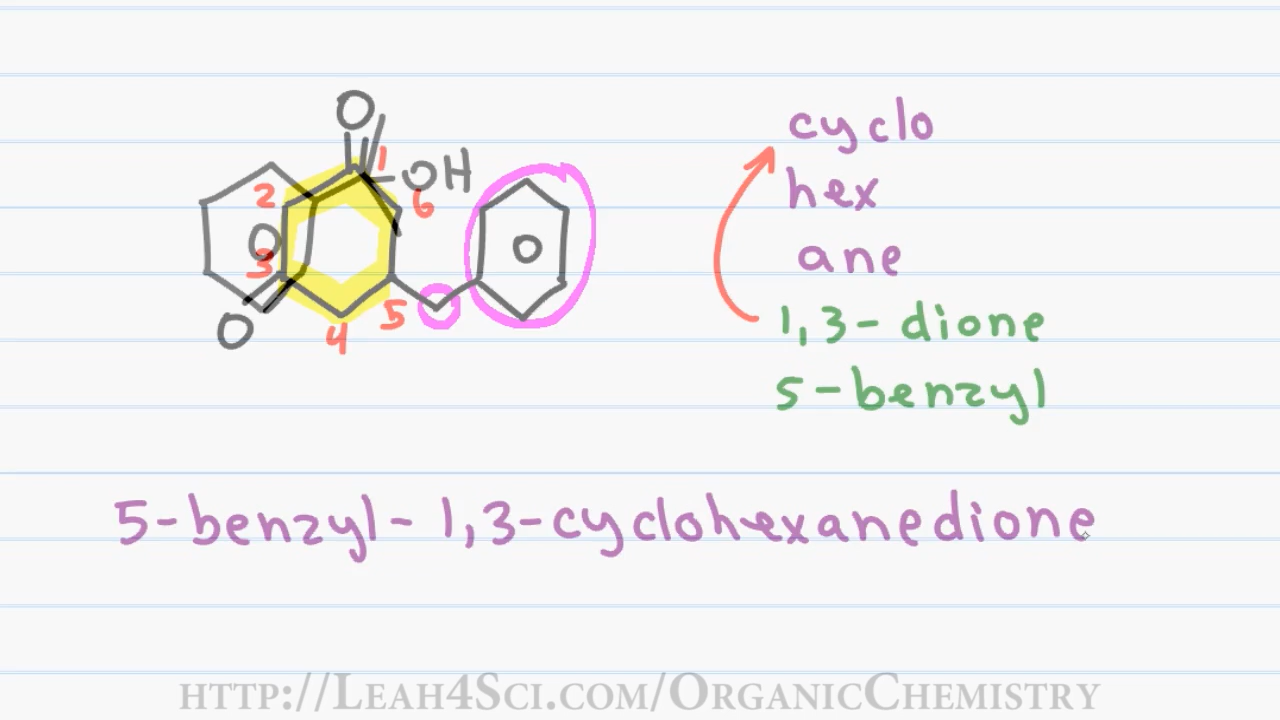 O
1
OH
2
6
O
O
3
5
O
4
cyclo
hex
ane
1,3- dione
5-benzyl
5-benzyl- 1,3-cyclohexanedione
HTTP://LEAH4SCI.COM/ORGANICCHEMISTRY